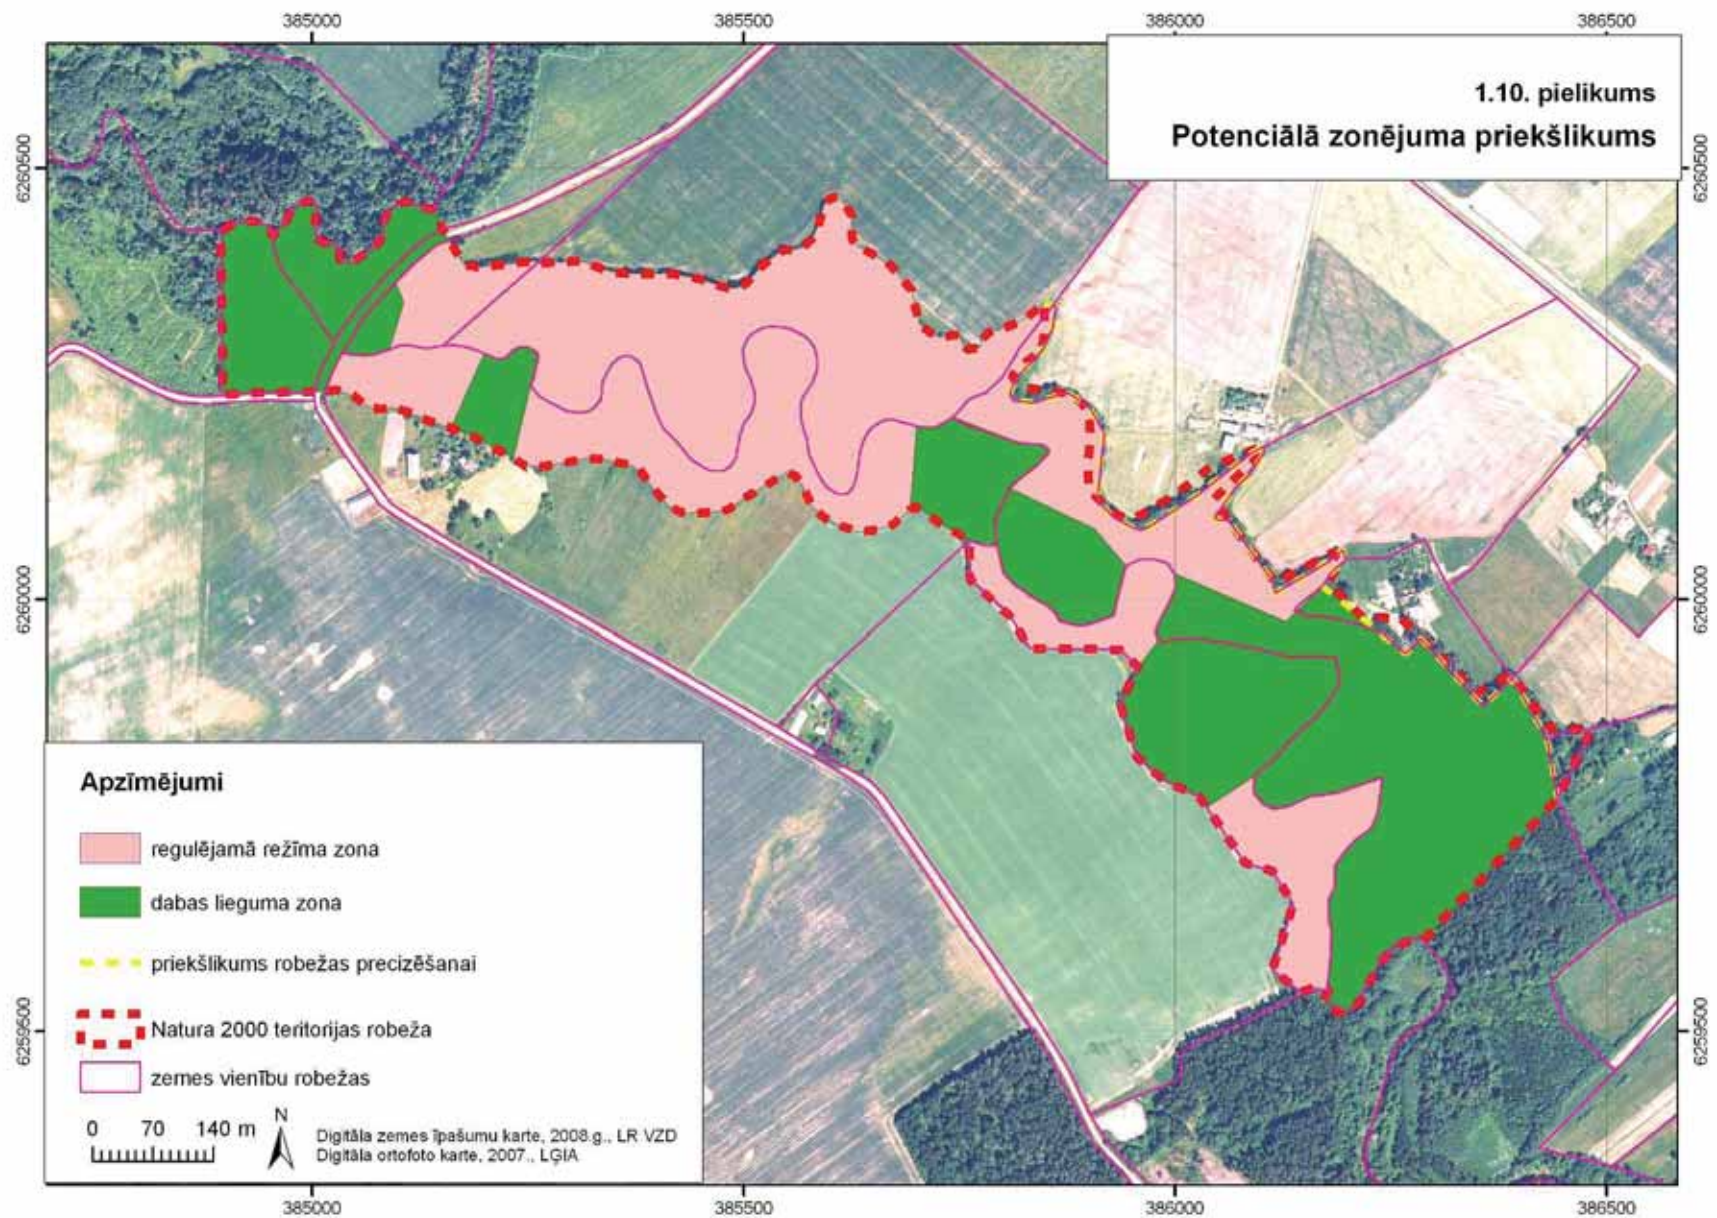 385000 385500 386000 386500
1.10. pielikums
Potenciālā zonējuma priekšlikums
6260500 6260500
6260000 6260000
Apzīmējumi
regulējamā režīma zona
dabas lieguma zona
priekšlikums robežas precizēšanai
Natura 2000 teritorijas robeža
6259500 6259500
zemes vienību robežas
0 70 140 m N
Digitāla zemes īpašumu karte, 2008.g., LR VZD
Digitāla ortofoto karte, 2007., LĢIA
385000 385500 386000 386500